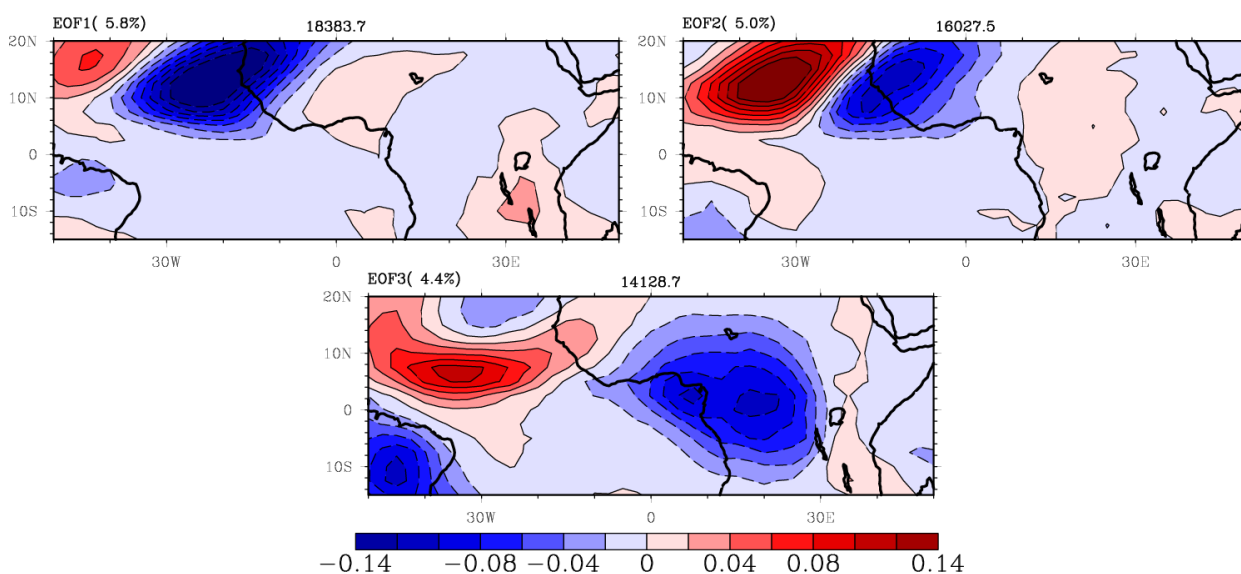 EOF1( 5.8%) 18383.7
20N
10N
0
10S
30W 0 30E
EOF2( 5.0%) 16027.5
20N
10N
0
10S
30W 0 30E
EOF3( 4.4%) 14128.7
20N
10N
0
10S
30W 0 30E
−0.14 −0.08 −0.04 0 0.04 0.08 0.14